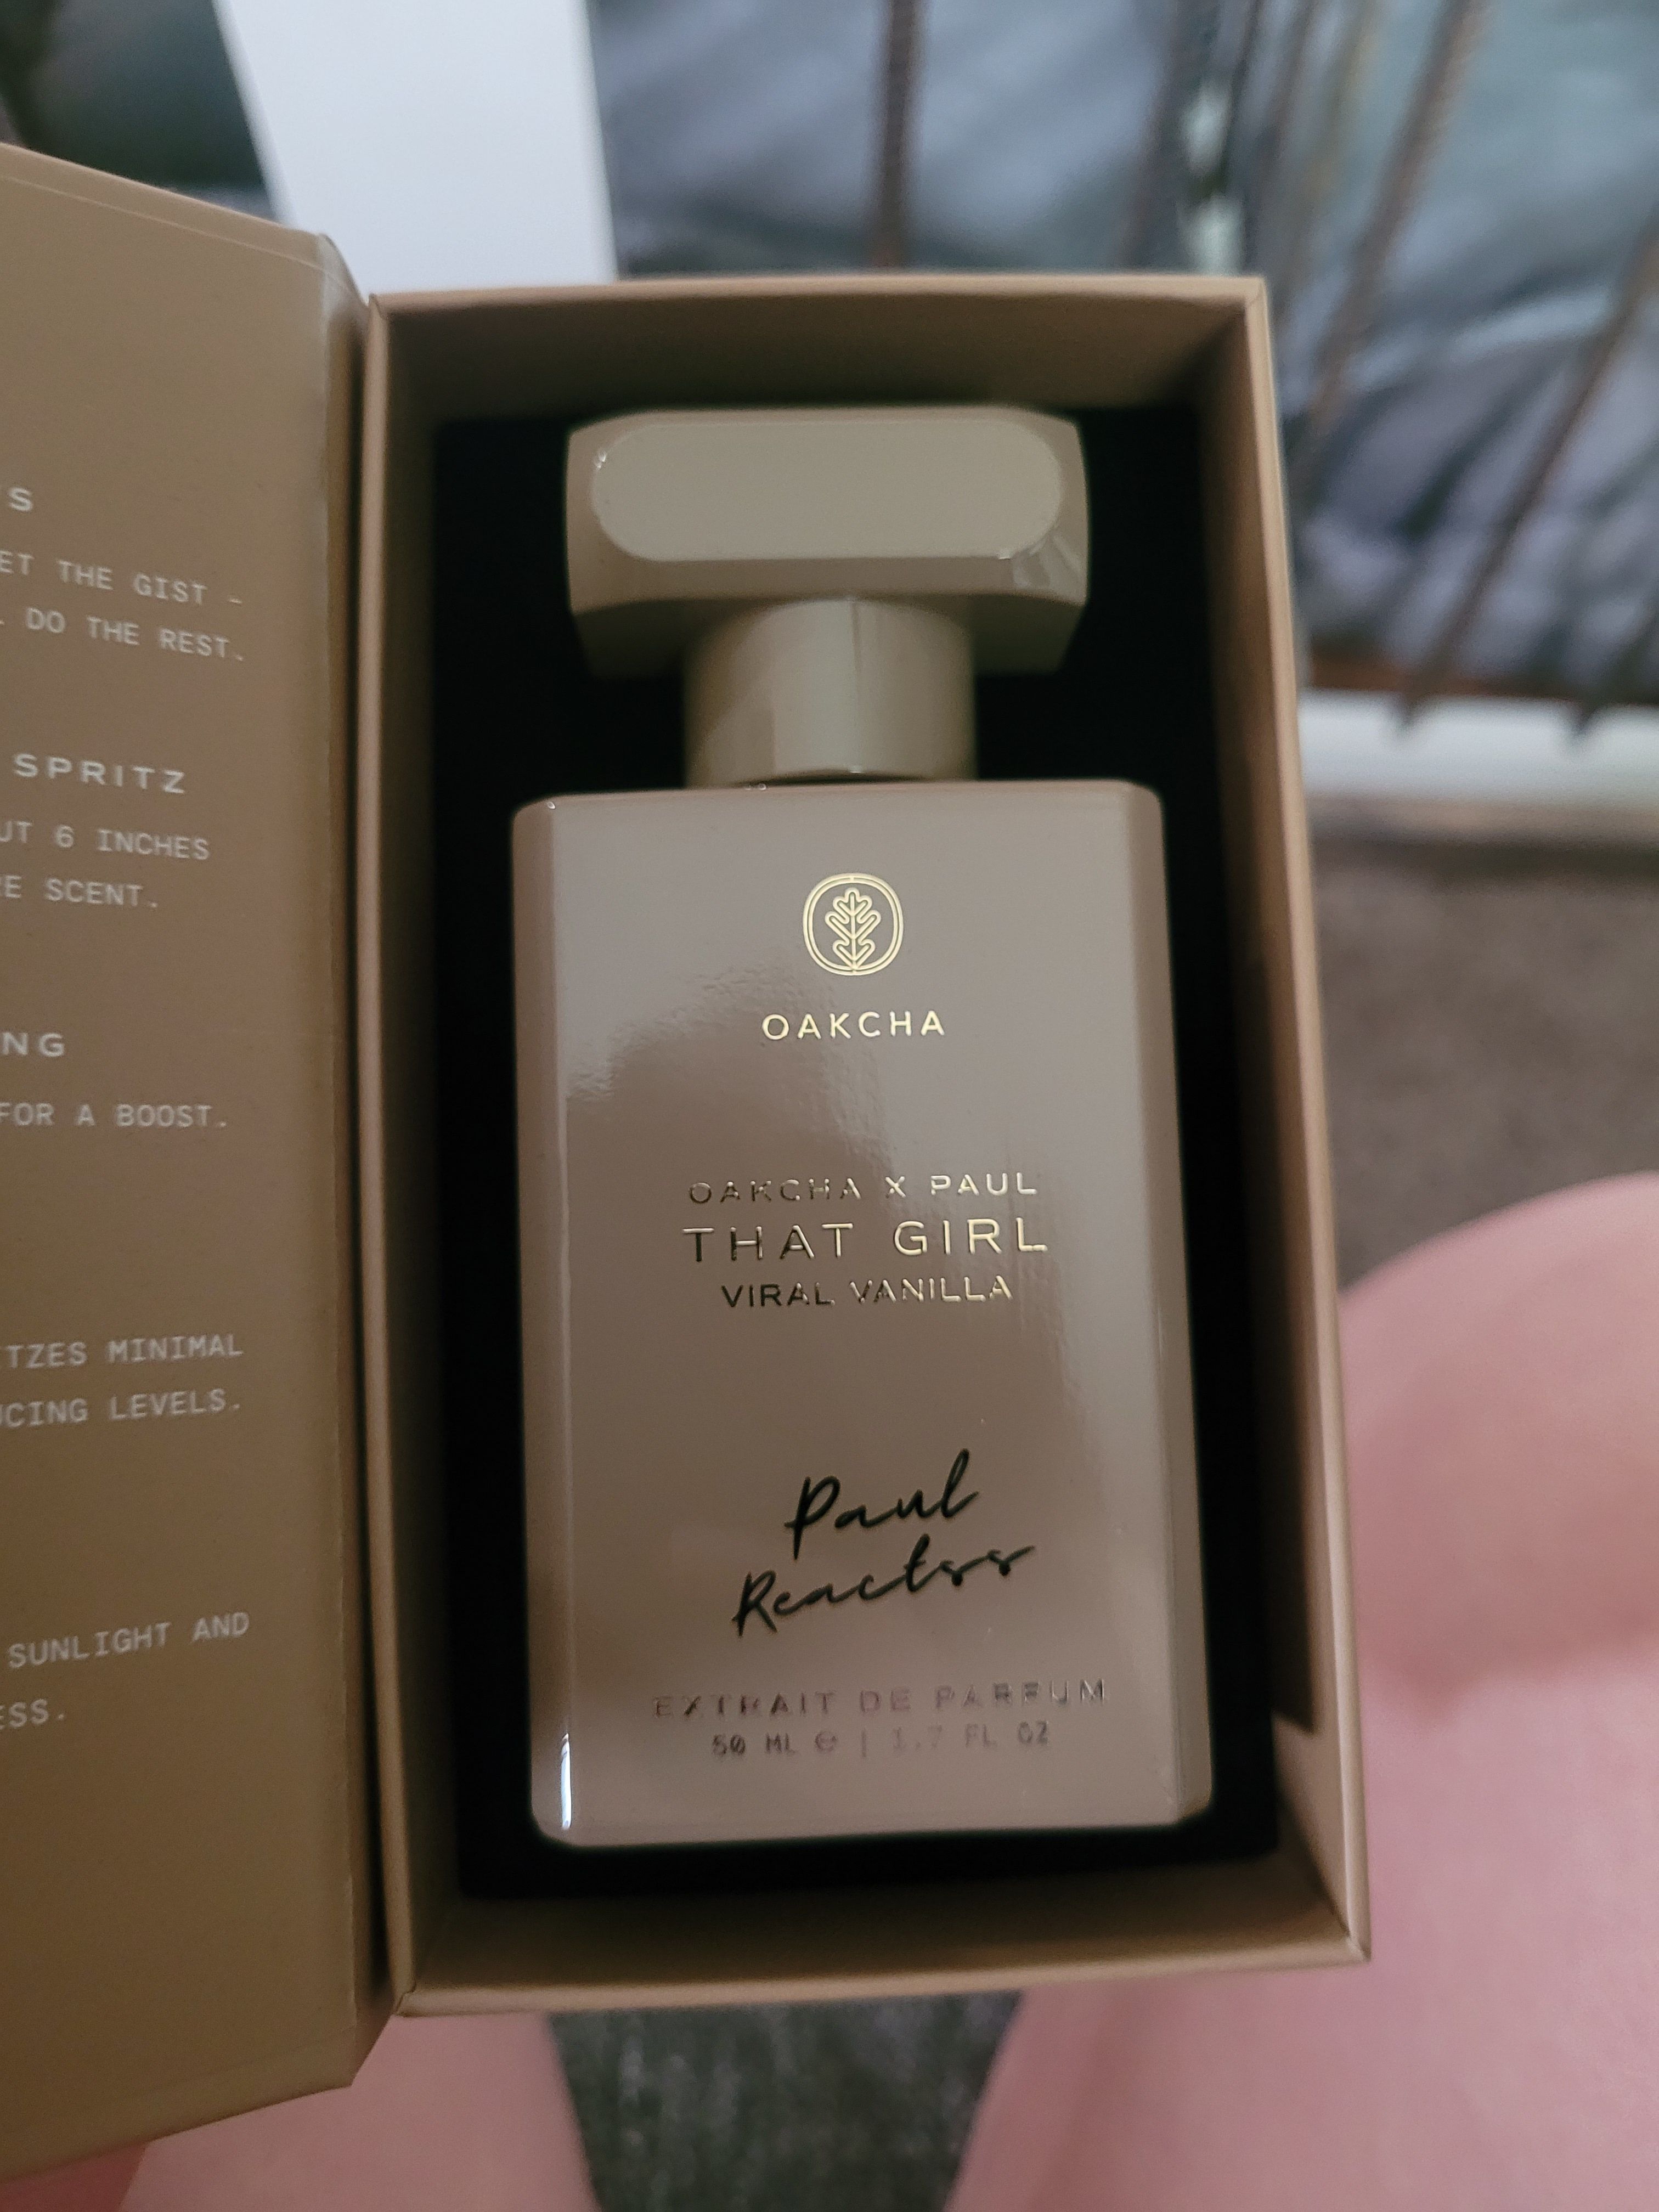 S
ET THE GIST -
DO THE REST.
SPRITZ
UT 6 INCHES
RE SCENT.
NG
FOR A BOOST.
TZES MINIMAL
UCING LEVELS.
SUNLIGHT AND
ESS.
OAKCHA
OAKCHA X PAUL
THAT GIRL
VIRAL VANILLA
Paul
Reactss
EXTRAIT DE PARFUM
50 ML ℮ | 1.7 FL OZ